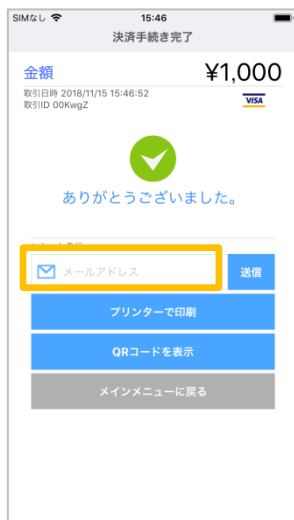 SIMなし 15:46
決済手続き完了
金額 ¥1,000
取引日時 2018/11/15 15:46:52
取引ID 00KwgZ
VISA
ありがとうございました。
メールアドレス 送信
プリンターで印刷
QRコードを表示
メインメニューに戻る